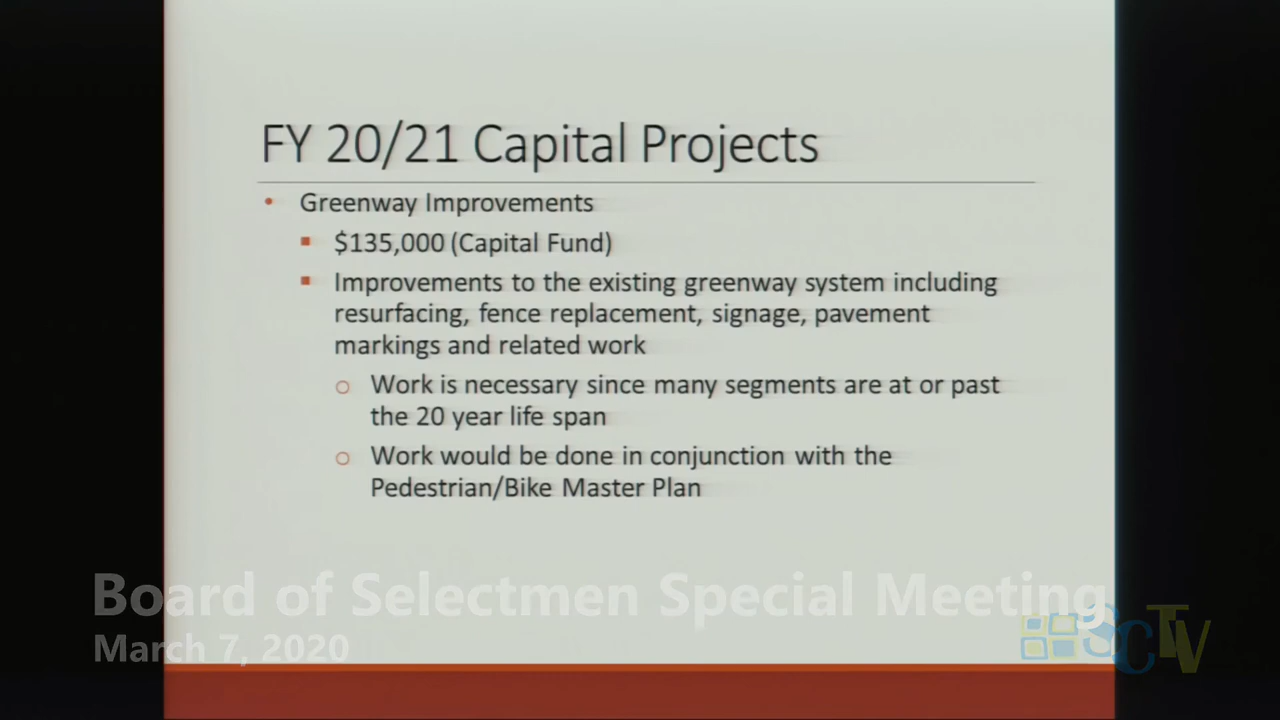 FY 20/21 Capital Projects
• Greenway Improvements
▪ $135,000 (Capital Fund)
▪ Improvements to the existing greenway system including
resurfacing, fence replacement, signage, pavement
markings and related work
o Work is necessary since many segments are at or past
the 20 year life span
o Work would be done in conjunction with the
Pedestrian/Bike Master Plan
Board of Selectmen Special Meeting
March 7, 2020
SCTV